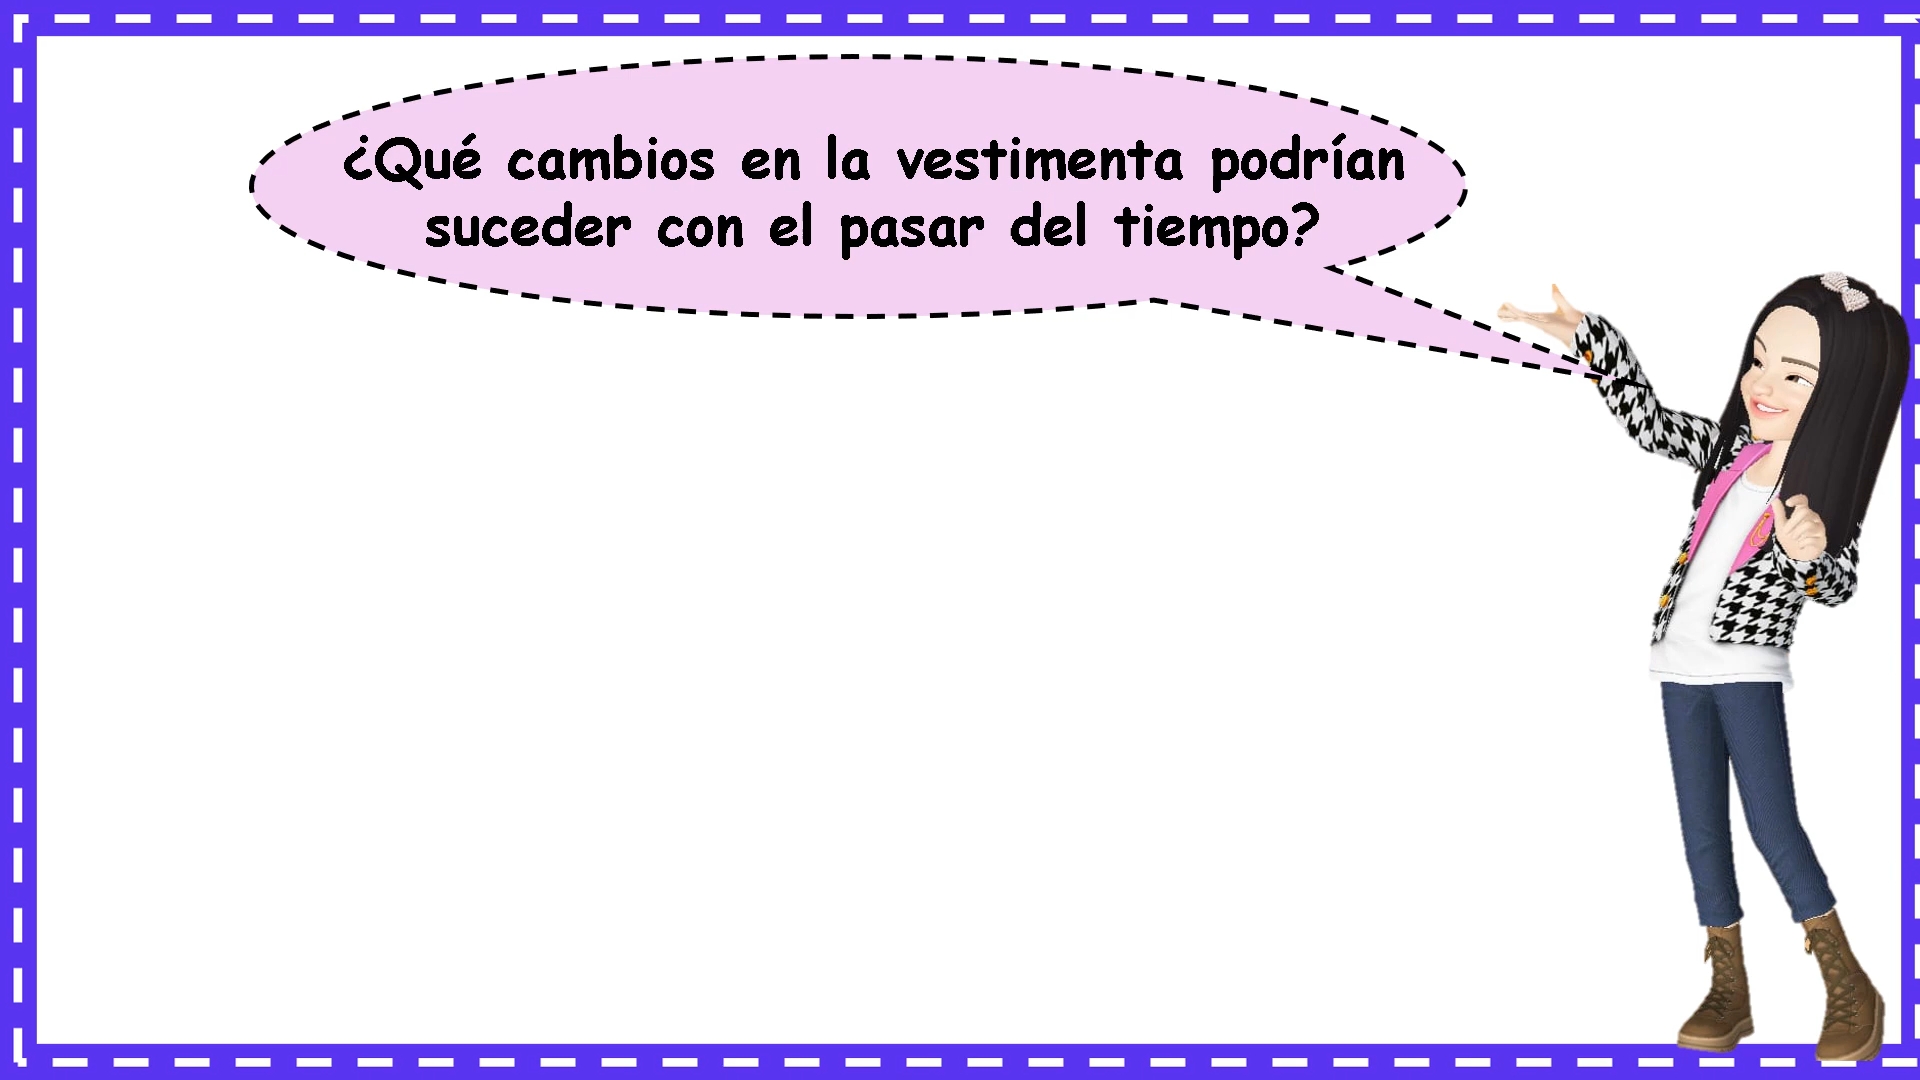 ¿Qué cambios en la vestimenta podrían
suceder con el pasar del tiempo?